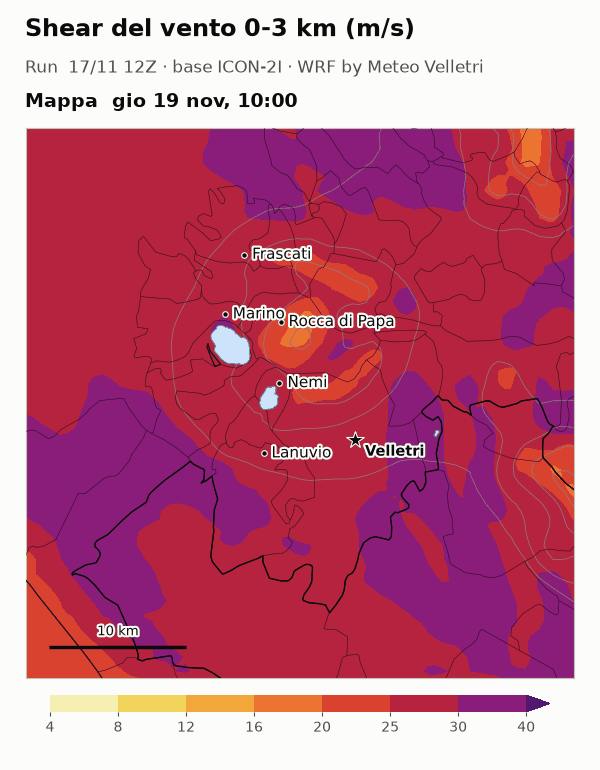 Shear del vento 0-3 km (m/s)
Run  17/11 12Z · base ICON-2I · WRF by Meteo Velletri
Mappa  gio 19 nov, 10:00
Frascati
Marino
Rocca di Papa
Nemi
Velletri
Lanuvio
10 km
4 8 12 16 20 25 30 40